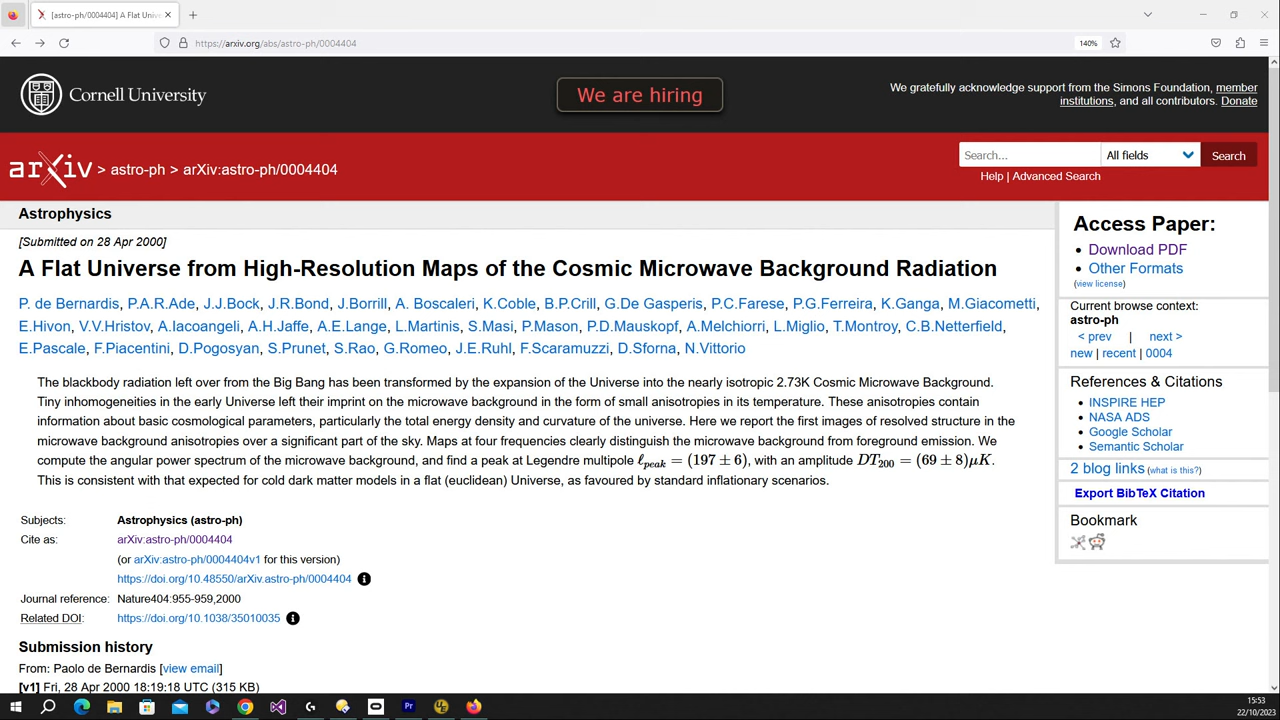 [astro-ph/0004404] A Flat Univ
https://arxiv.org/abs/astro-ph/0004404
140%
Cornell University
We are hiring
We gratefully acknowledge support from the Simons Foundation, member
institutions, and all contributors. Donate
arXiv > astro-ph > arXiv:astro-ph/0004404
Search...
All fields
Search
Help | Advanced Search
Astrophysics
[Submitted on 28 Apr 2000]
A Flat Universe from High-Resolution Maps of the Cosmic Microwave Background Radiation
P. de Bernardis, P.A.R.Ade, J.J.Bock, J.R.Bond, J.Borrill, A. Boscaleri, K.Coble, B.P.Crill, G.De Gasperis, P.C.Farese, P.G.Ferreira, K.Ganga, M.Giacometti,
E.Hivon, V.V.Hristov, A.Iacoangeli, A.H.Jaffe, A.E.Lange, L.Martinis, S.Masi, P.Mason, P.D.Mauskopf, A.Melchiorri, L.Miglio, T.Montroy, C.B.Netterfield,
E.Pascale, F.Piacentini, D.Pogosyan, S.Prunet, S.Rao, G.Romeo, J.E.Ruhl, F.Scaramuzzi, D.Sforna, N.Vittorio
The blackbody radiation left over from the Big Bang has been transformed by the expansion of the Universe into the nearly isotropic 2.73K Cosmic Microwave Background.
Tiny inhomogeneities in the early Universe left their imprint on the microwave background in the form of small anisotropies in its temperature. These anisotropies contain
information about basic cosmological parameters, particularly the total energy density and curvature of the universe. Here we report the first images of resolved structure in the
microwave background anisotropies over a significant part of the sky. Maps at four frequencies clearly distinguish the microwave background from foreground emission. We
compute the angular power spectrum of the microwave background, and find a peak at Legendre multipole ℓpeak = (197 ± 6), with an amplitude DT200 = (69 ± 8)μK.
This is consistent with that expected for cold dark matter models in a flat (euclidean) Universe, as favoured by standard inflationary scenarios.
Subjects: Astrophysics (astro-ph)
Cite as: arXiv:astro-ph/0004404
(or arXiv:astro-ph/0004404v1 for this version)
https://doi.org/10.48550/arXiv.astro-ph/0004404
Journal reference: Nature404:955-959,2000
Related DOI: https://doi.org/10.1038/35010035
Submission history
From: Paolo de Bernardis [view email]
[v1] Fri, 28 Apr 2000 18:19:18 UTC (315 KB)
Access Paper:
Download PDF
Other Formats
(view license)
Current browse context:
astro-ph
< prev | next >
new | recent | 0004
References & Citations
INSPIRE HEP
NASA ADS
Google Scholar
Semantic Scholar
2 blog links (what is this?)
Export BibTeX Citation
Bookmark
Pr
15:53
22/10/2023